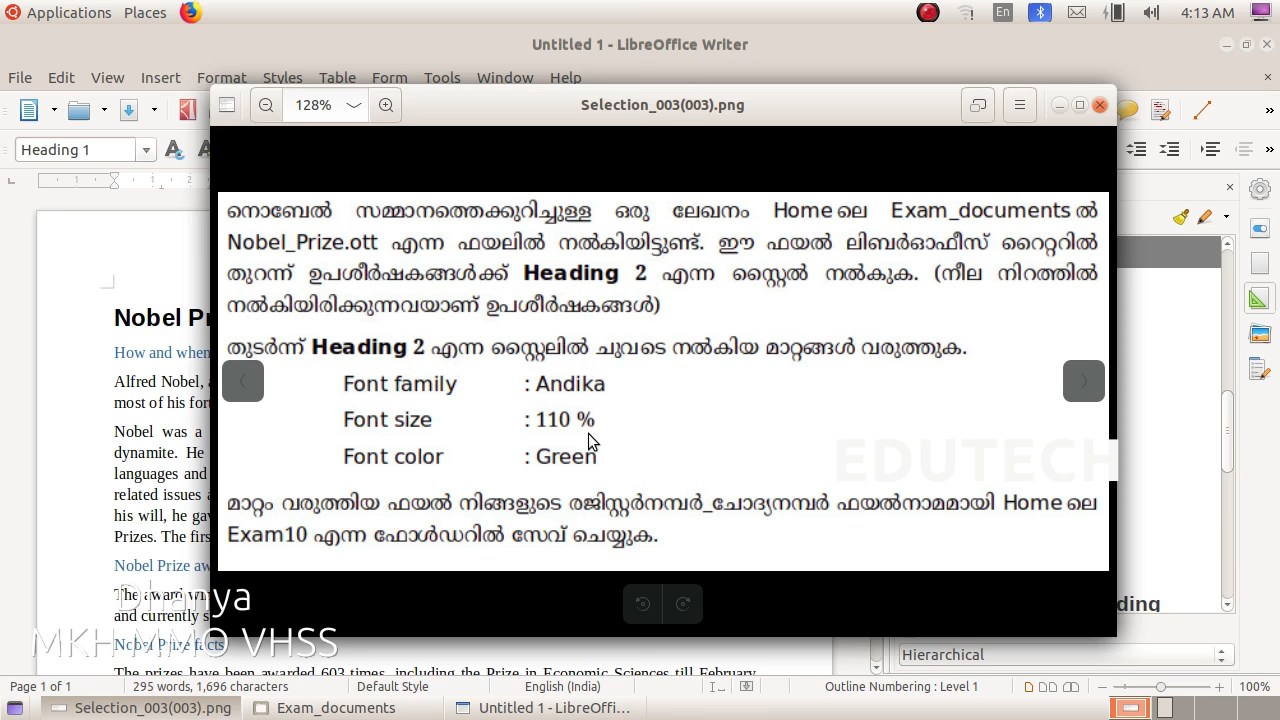 Applications Places En 4:13 AM
Untitled 1 - LibreOffice Writer
File Edit View Insert Format Styles Table Form Tools Window Help
128% Selection_003(003).png
Heading 1
നൊബേൽ സമ്മാനത്തെക്കുറിച്ചുള്ള ഒരു ലേഖനം Home ലെ Exam_documents ൽ
Nobel_Prize.ott എന്ന ഫയലിൽ നൽകിയിട്ടുണ്ട്. ഈ ഫയൽ ലിബർഓഫീസ് റൈറ്ററിൽ
തുറന്ന് ഉപശീർഷകങ്ങൾക്ക് Heading 2 എന്ന സ്റ്റൈൽ നൽകുക. (നീല നിറത്തിൽ
നൽകിയിരിക്കുന്നവയാണ് ഉപശീർഷകങ്ങൾ)
തുടർന്ന് Heading 2 എന്ന സ്റ്റൈലിൽ ചുവടെ നൽകിയ മാറ്റങ്ങൾ വരുത്തുക.
Font family : Andika
Font size : 110 %
Font color : Green
മാറ്റം വരുത്തിയ ഫയൽ നിങ്ങളുടെ രജിസ്റ്റർനമ്പർ_ചോദ്യനമ്പർ ഫയൽനാമമായി Home ലെ
Exam10 എന്ന ഫോൾഡറിൽ സേവ് ചെയ്യുക.
EDUTECH
Nobel Pr
How and when
Alfred Nobel, a
most of his for
Nobel was a
dynamite. He
languages and
related issues a
his will, he gav
Prizes. The firs
Nobel Prize aw
The award wi
and currently s
Nobel Prize facts
The prizes have been awarded 603 times, including the Prize in Economic Sciences till February
Dhanya
MKH MMO VHSS
ding
Hierarchical
Page 1 of 1 295 words, 1,696 characters Default Style English (India) Outline Numbering : Level 1 100%
Selection_003(003).png Exam_documents Untitled 1 - LibreOffi...